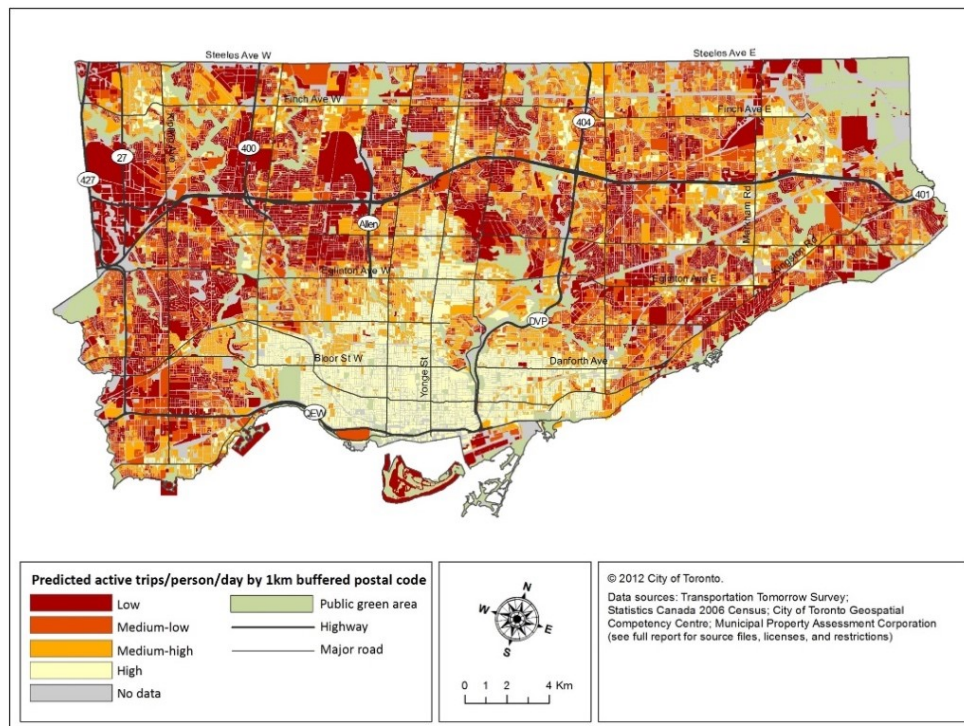 Steeles Ave W
Steeles Ave E
Finch Ave W
Finch Ave E
Kipling Ave
400
404
27
427
401
Allen
Markham Rd
Kingston Rd
Eglinton Ave W
Eglinton Ave E
DVP
Bloor St W
Yonge St
Danforth Ave
QEW
Predicted active trips/person/day by 1km buffered postal code
Low
Medium-low
Medium-high
High
No data
Public green area
Highway
Major road
N
W
E
S
0 1 2 4 Km
© 2012 City of Toronto.
Data sources: Transportation Tomorrow Survey;
Statistics Canada 2006 Census; City of Toronto Geospatial
Competency Centre; Municipal Property Assessment Corporation
(see full report for source files, licenses, and restrictions)